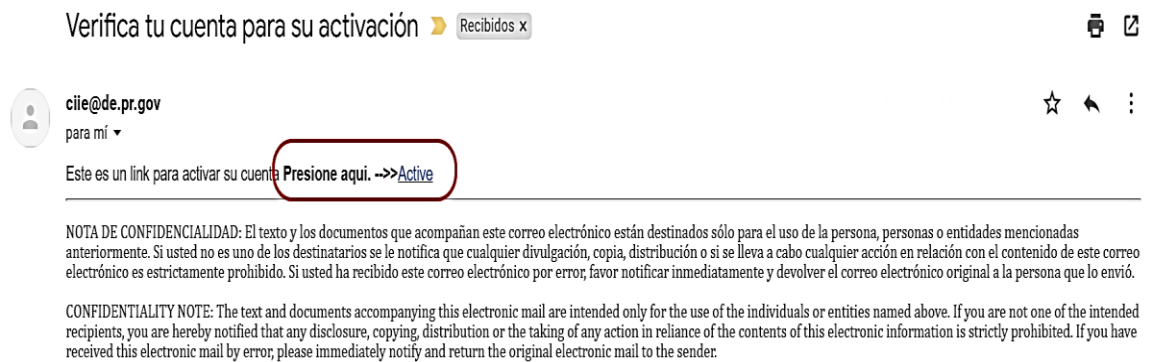 Verifica tu cuenta para su activación Recibidos x
ciie@de.pr.gov
para mí
Este es un link para activar su cuenta Presione aqui. -->>Active
NOTA DE CONFIDENCIALIDAD: El texto y los documentos que acompañan este correo electrónico están destinados sólo para el uso de la persona, personas o entidades mencionadas
anteriormente. Si usted no es uno de los destinatarios se le notifica que cualquier divulgación, copia, distribución o si se lleva a cabo cualquier acción en relación con el contenido de este correo
electrónico es estrictamente prohibido. Si usted ha recibido este correo electrónico por error, favor notificar inmediatamente y devolver el correo electrónico original a la persona que lo envió.
CONFIDENTIALITY NOTE: The text and documents accompanying this electronic mail are intended only for the use of the individuals or entities named above. If you are not one of the intended
recipients, you are hereby notified that any disclosure, copying, distribution or the taking of any action in reliance of the contents of this electronic information is strictly prohibited. If you have
received this electronic mail by error, please immediately notify and return the original electronic mail to the sender.